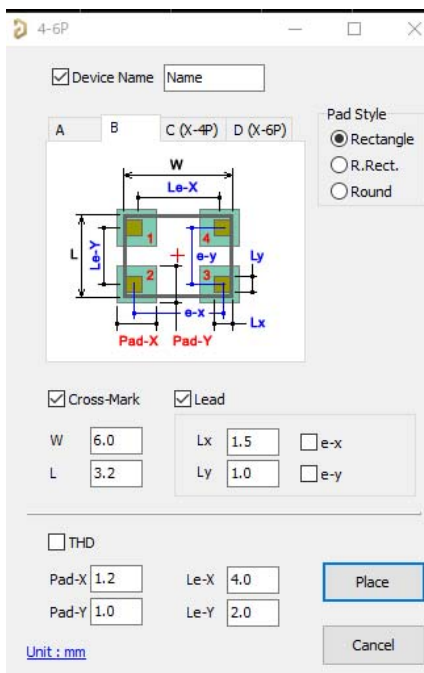 4-6P
Device Name Name
A B C (X-4P) D (X-6P)
Pad Style
Rectangle
R.Rect.
Round
W
Le-X
1 4
L Le-Y e-y Ly
2 3
e-x
Lx
Pad-X Pad-Y
Cross-Mark Lead
W 6.0 Lx 1.5 e-x
L 3.2 Ly 1.0 e-y
THD
Pad-X 1.2 Le-X 4.0 Place
Pad-Y 1.0 Le-Y 2.0
Unit : mm Cancel